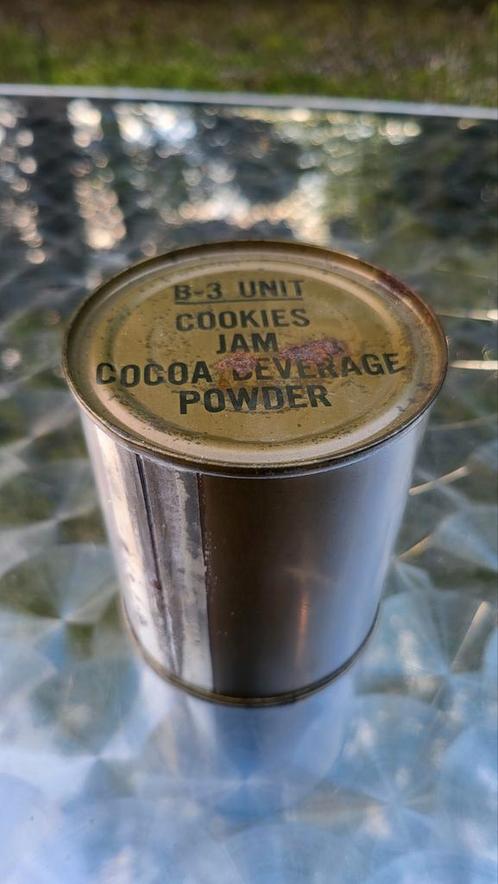 B-3 UNIT
COOKIES
JAM
COCOA BEVERAGE
POWDER